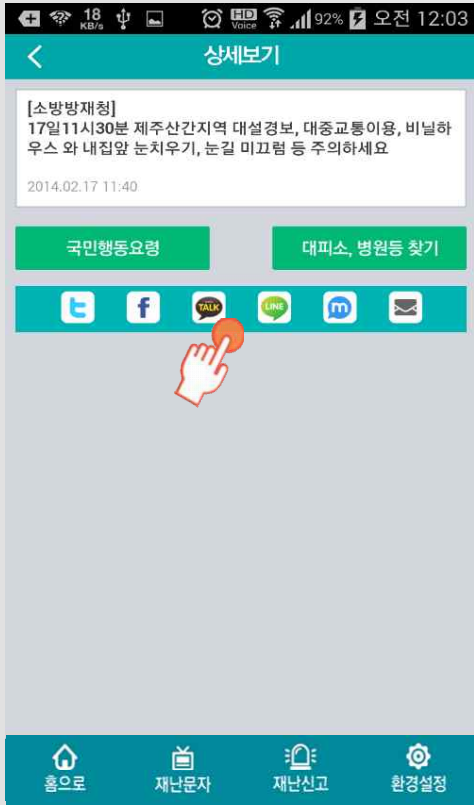 18 KB/s HD Voice 92% 오전 12:03
상세보기
[소방방재청]
17일11시30분 제주산간지역 대설경보, 대중교통이용, 비닐하
우스 와 내집앞 눈치우기, 눈길 미끄럼 등 주의하세요
2014.02.17 11:40
국민행동요령 대피소, 병원등 찾기
t f TALK LINE m
홈으로 재난문자 재난신고 환경설정